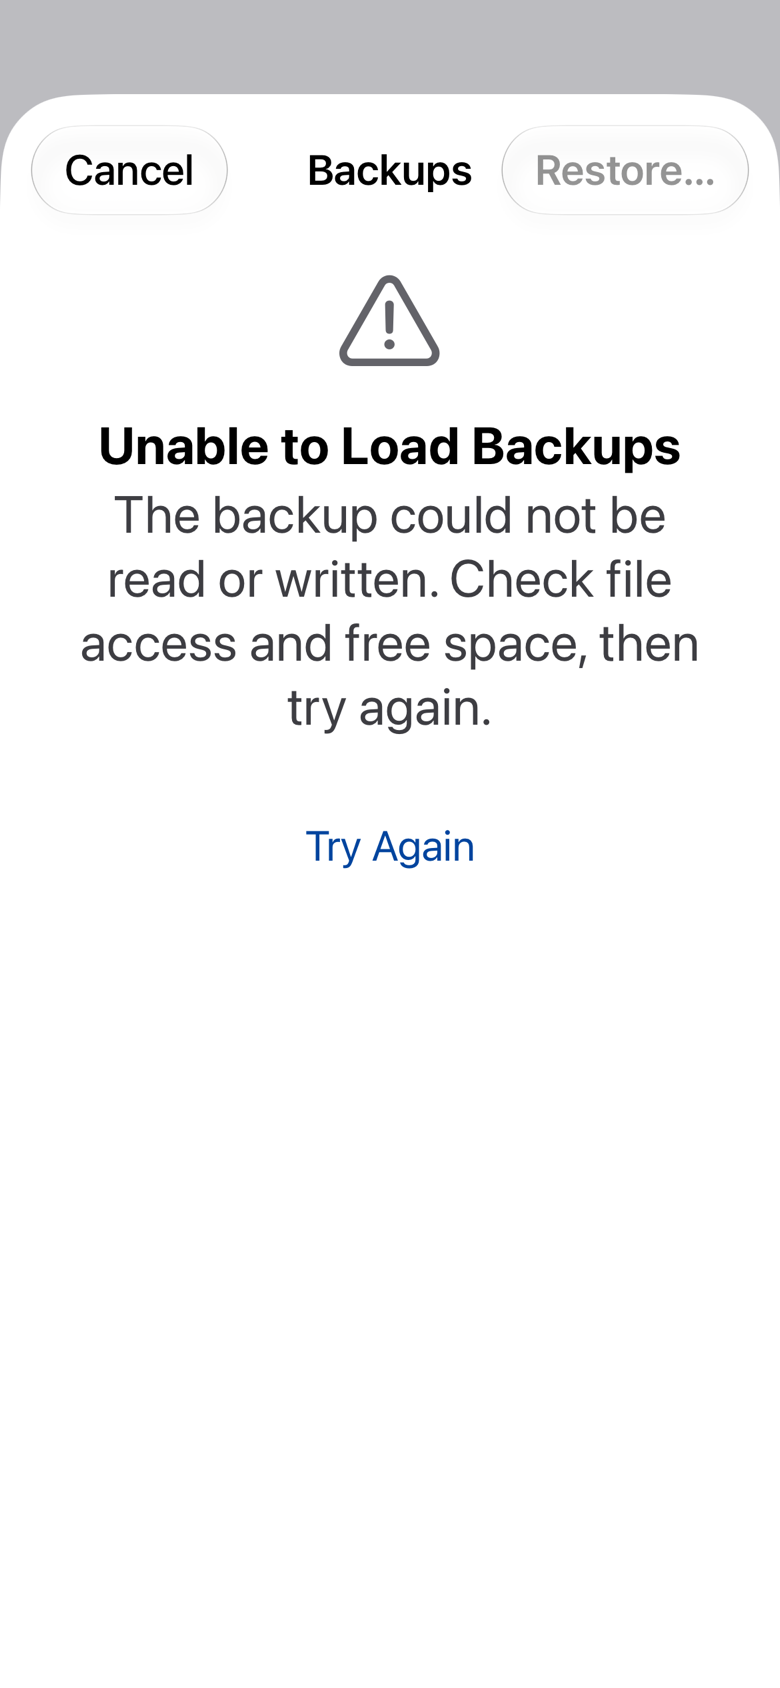 Cancel
Backups
Restore...
Unable to Load Backups
The backup could not be
read or written. Check file
access and free space, then
try again.
Try Again